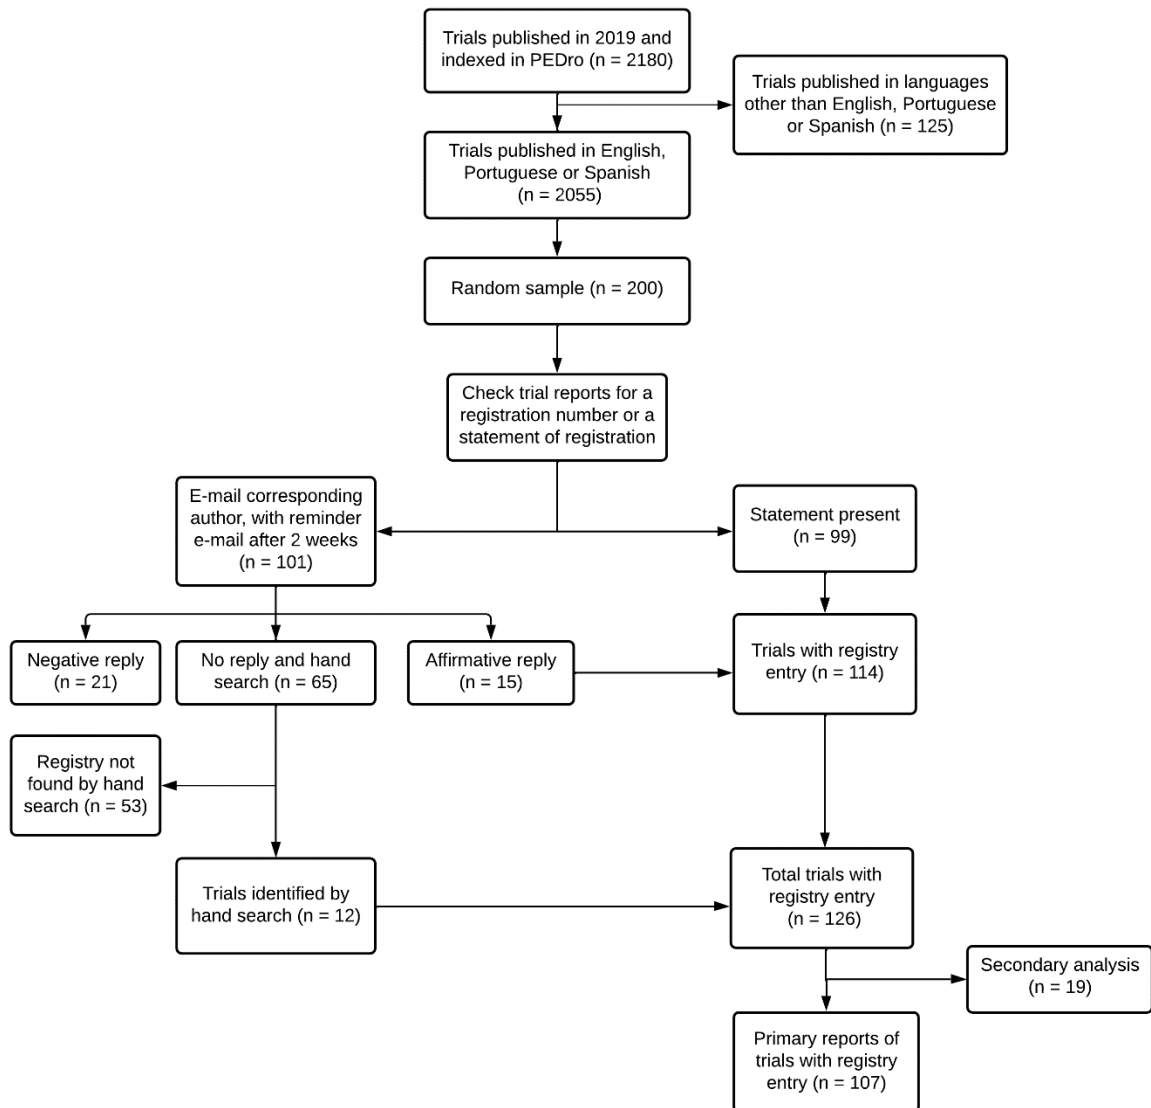 Trials published in 2019 and
indexed in PEDro (n = 2180)
Trials published in languages
other than English, Portuguese
or Spanish (n = 125)
Trials published in English,
Portuguese or Spanish
(n = 2055)
Random sample (n = 200)
Check trial reports for a
registration number or a
statement of registration
E-mail corresponding
author, with reminder
e-mail after 2 weeks
(n = 101)
Statement present
(n = 99)
Negative reply
(n = 21)
No reply and hand
search (n = 65)
Affirmative reply
(n = 15)
Trials with registry
entry (n = 114)
Registry not
found by hand
search (n = 53)
Trials identified by
hand search (n = 12)
Total trials with
registry entry
(n = 126)
Secondary analysis
(n = 19)
Primary reports of
trials with registry
entry (n = 107)